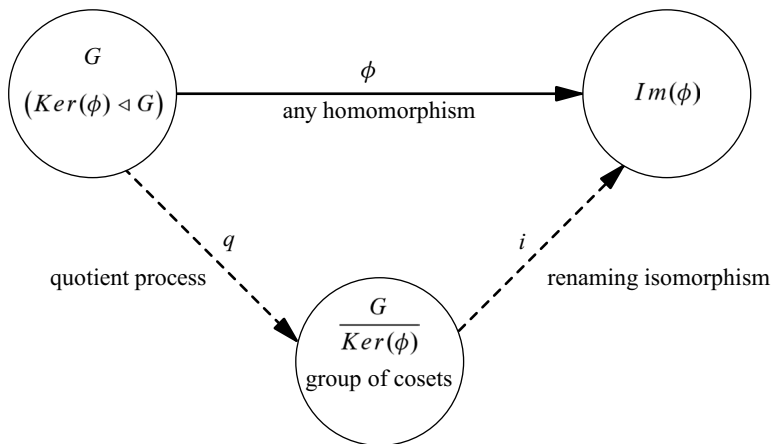 G
(Ker(ϕ) ◁ G)
ϕ
any homomorphism
Im(ϕ)
q
quotient process
i
renaming isomorphism
G
Ker(ϕ)
group of cosets